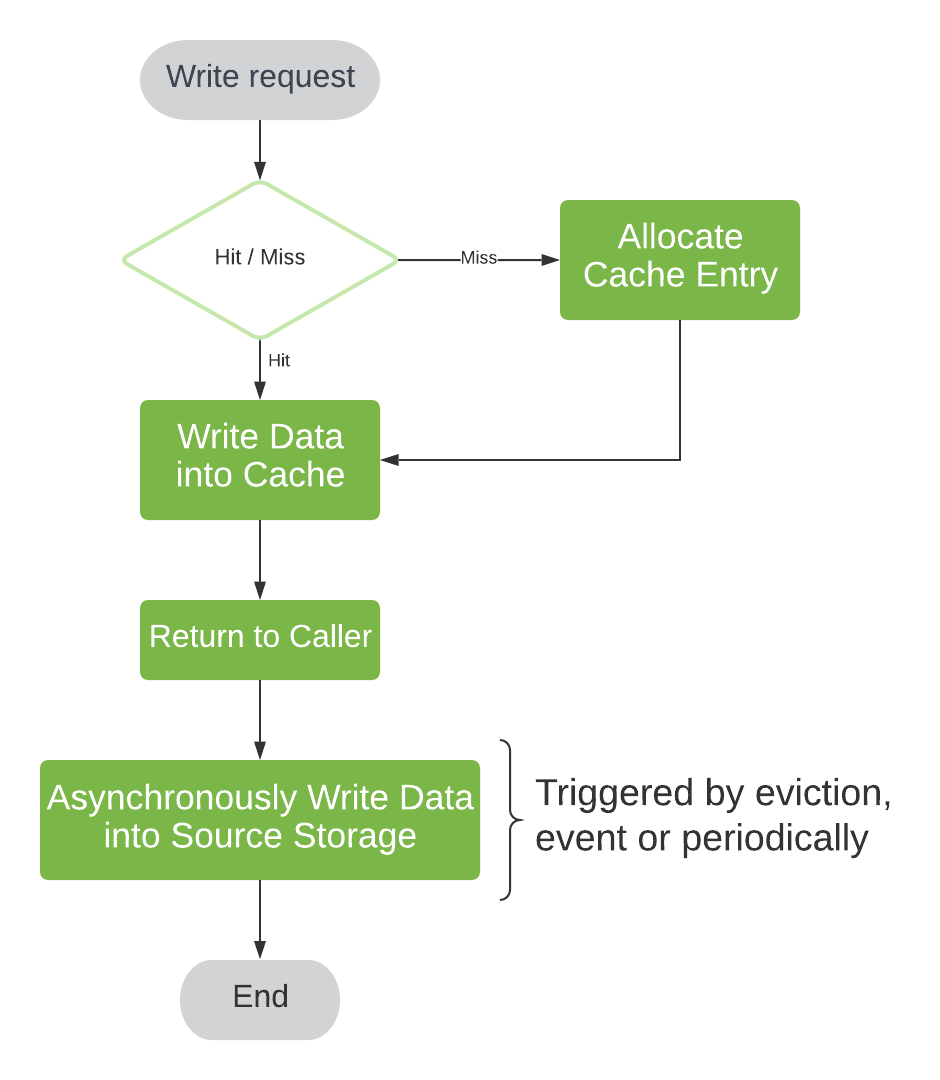 Write request
Hit / Miss
Miss
Allocate
Cache Entry
Hit
Write Data
into Cache
Return to Caller
Asynchronously Write Data
into Source Storage
Triggered by eviction,
event or periodically
End